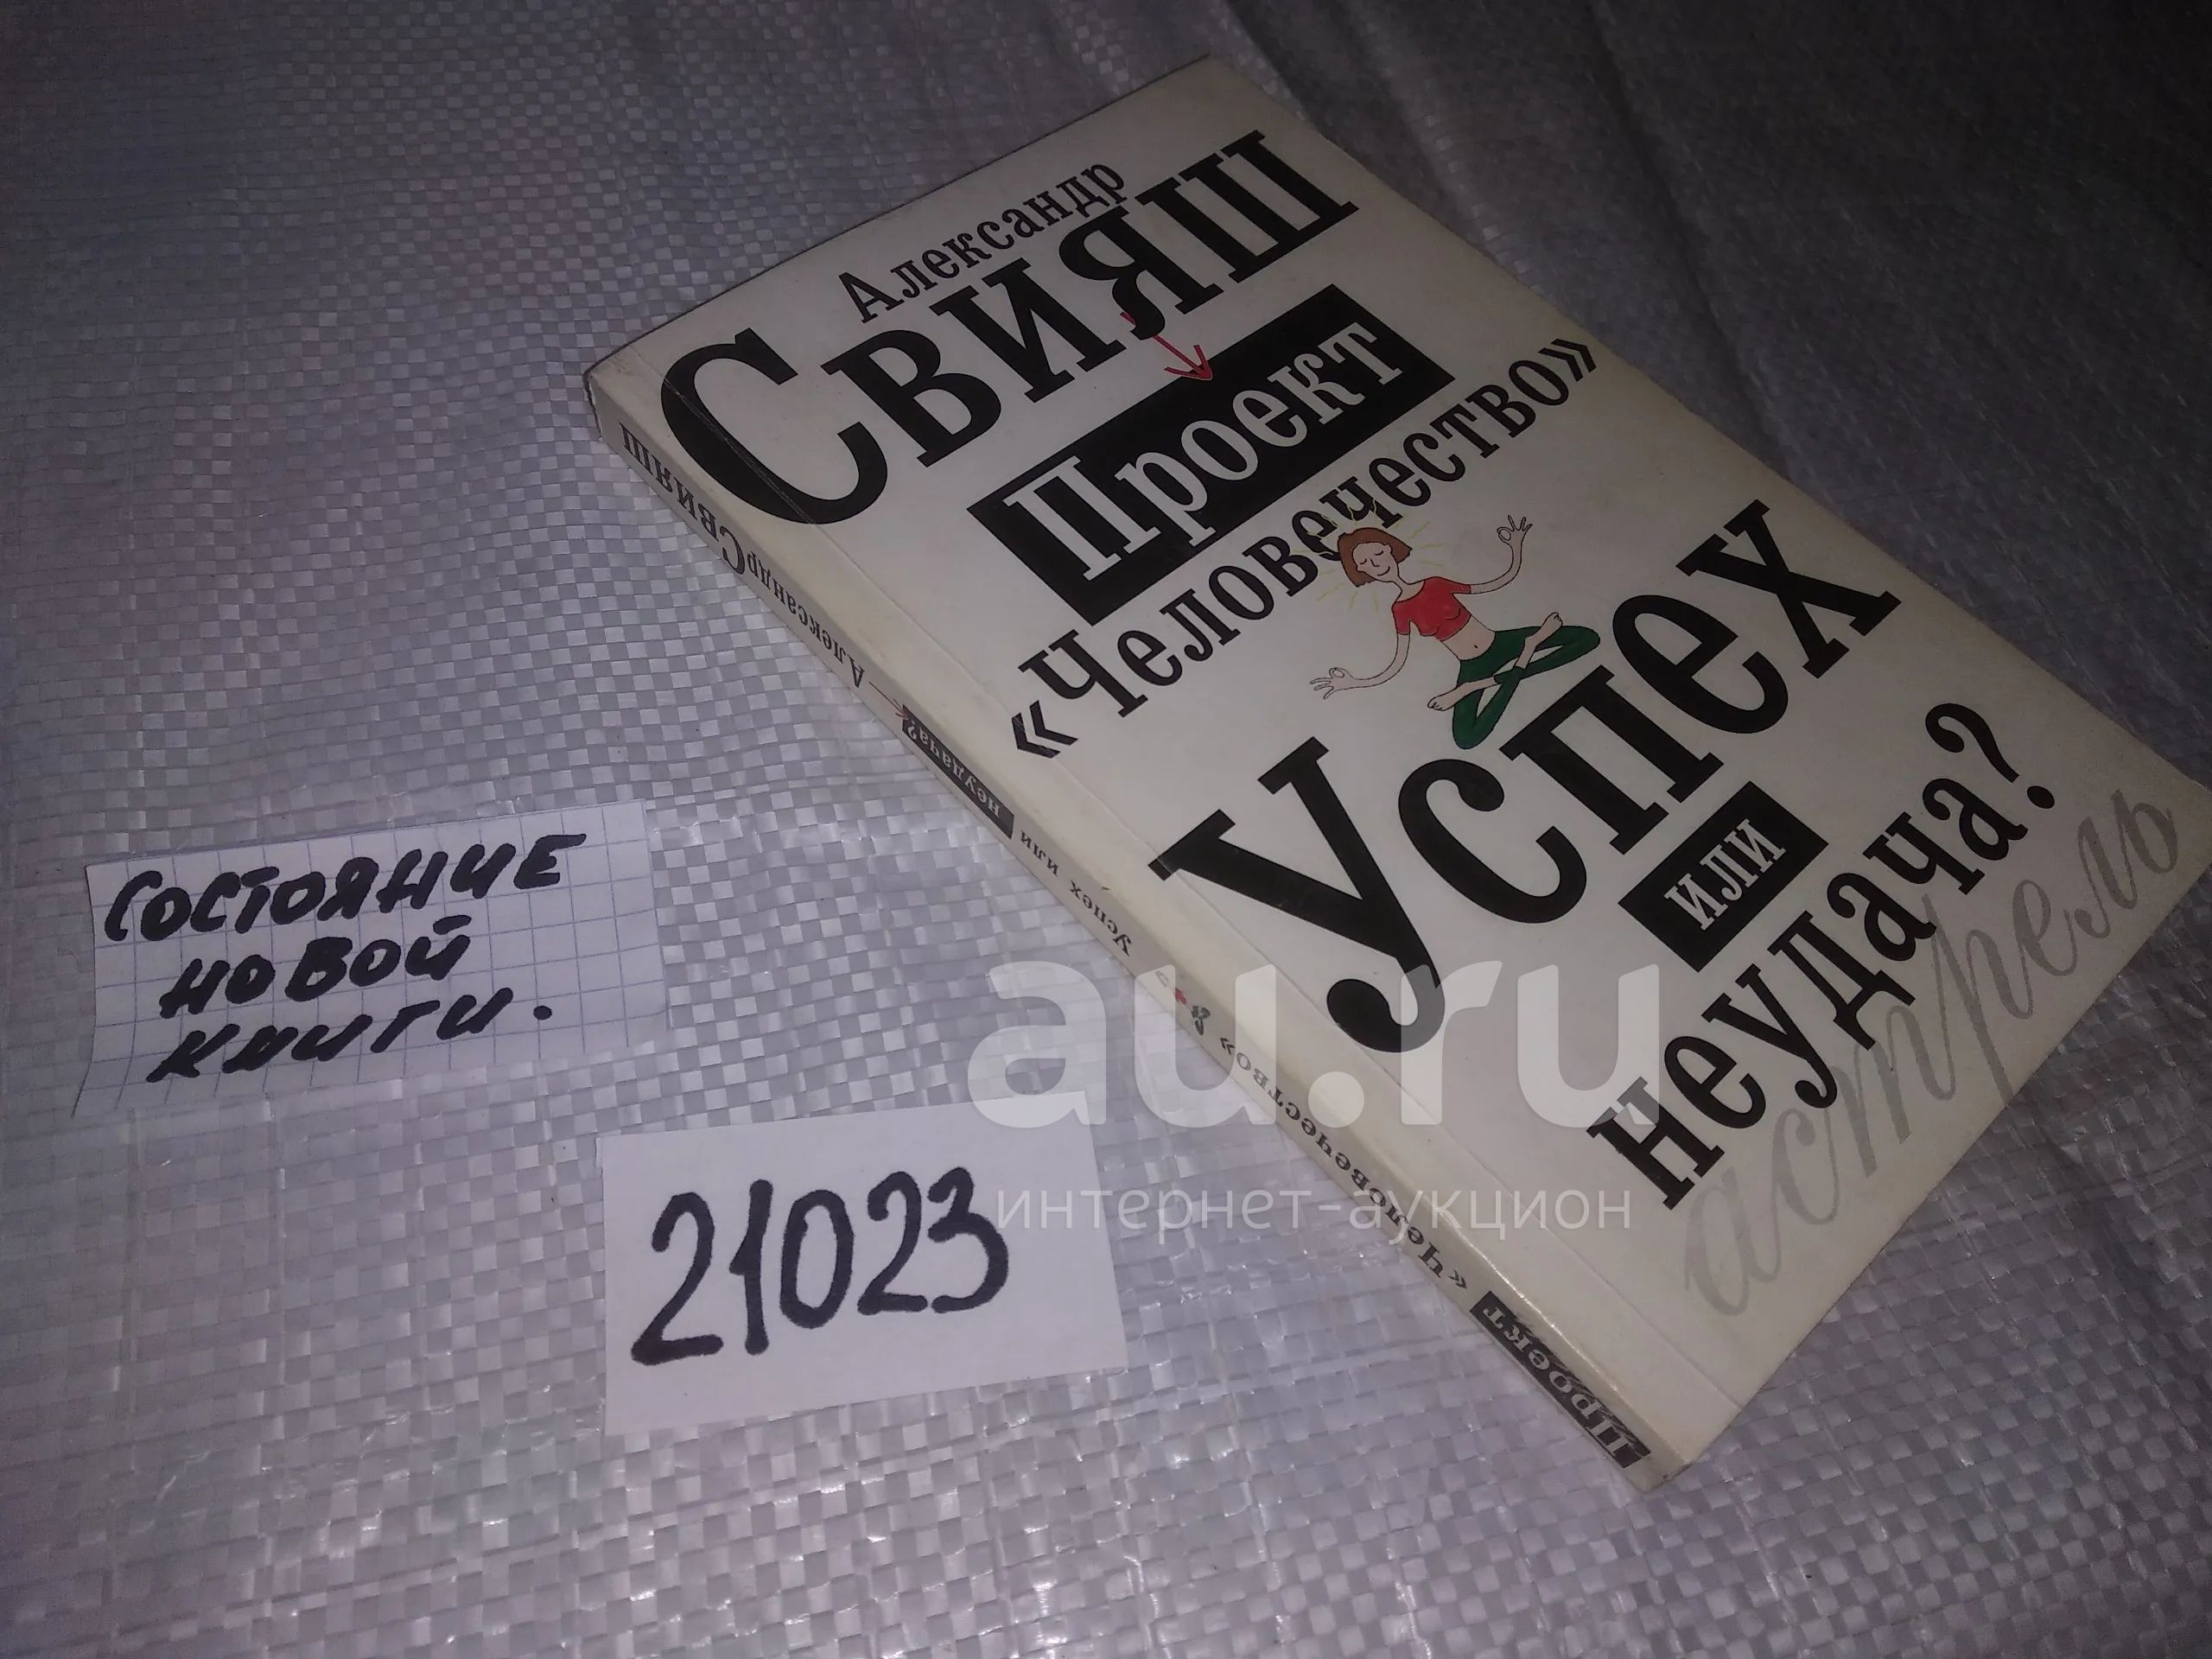 Александр
Свияш
Проект
«Человечество»
Успех
или
неудача?
астрель
Александр Свияш
Проект «Человечество» Успех или неудача?
СОСТОЯНИЕ
НОВОЙ
КНИГИ.
21023
au.ru
интернет-аукцион